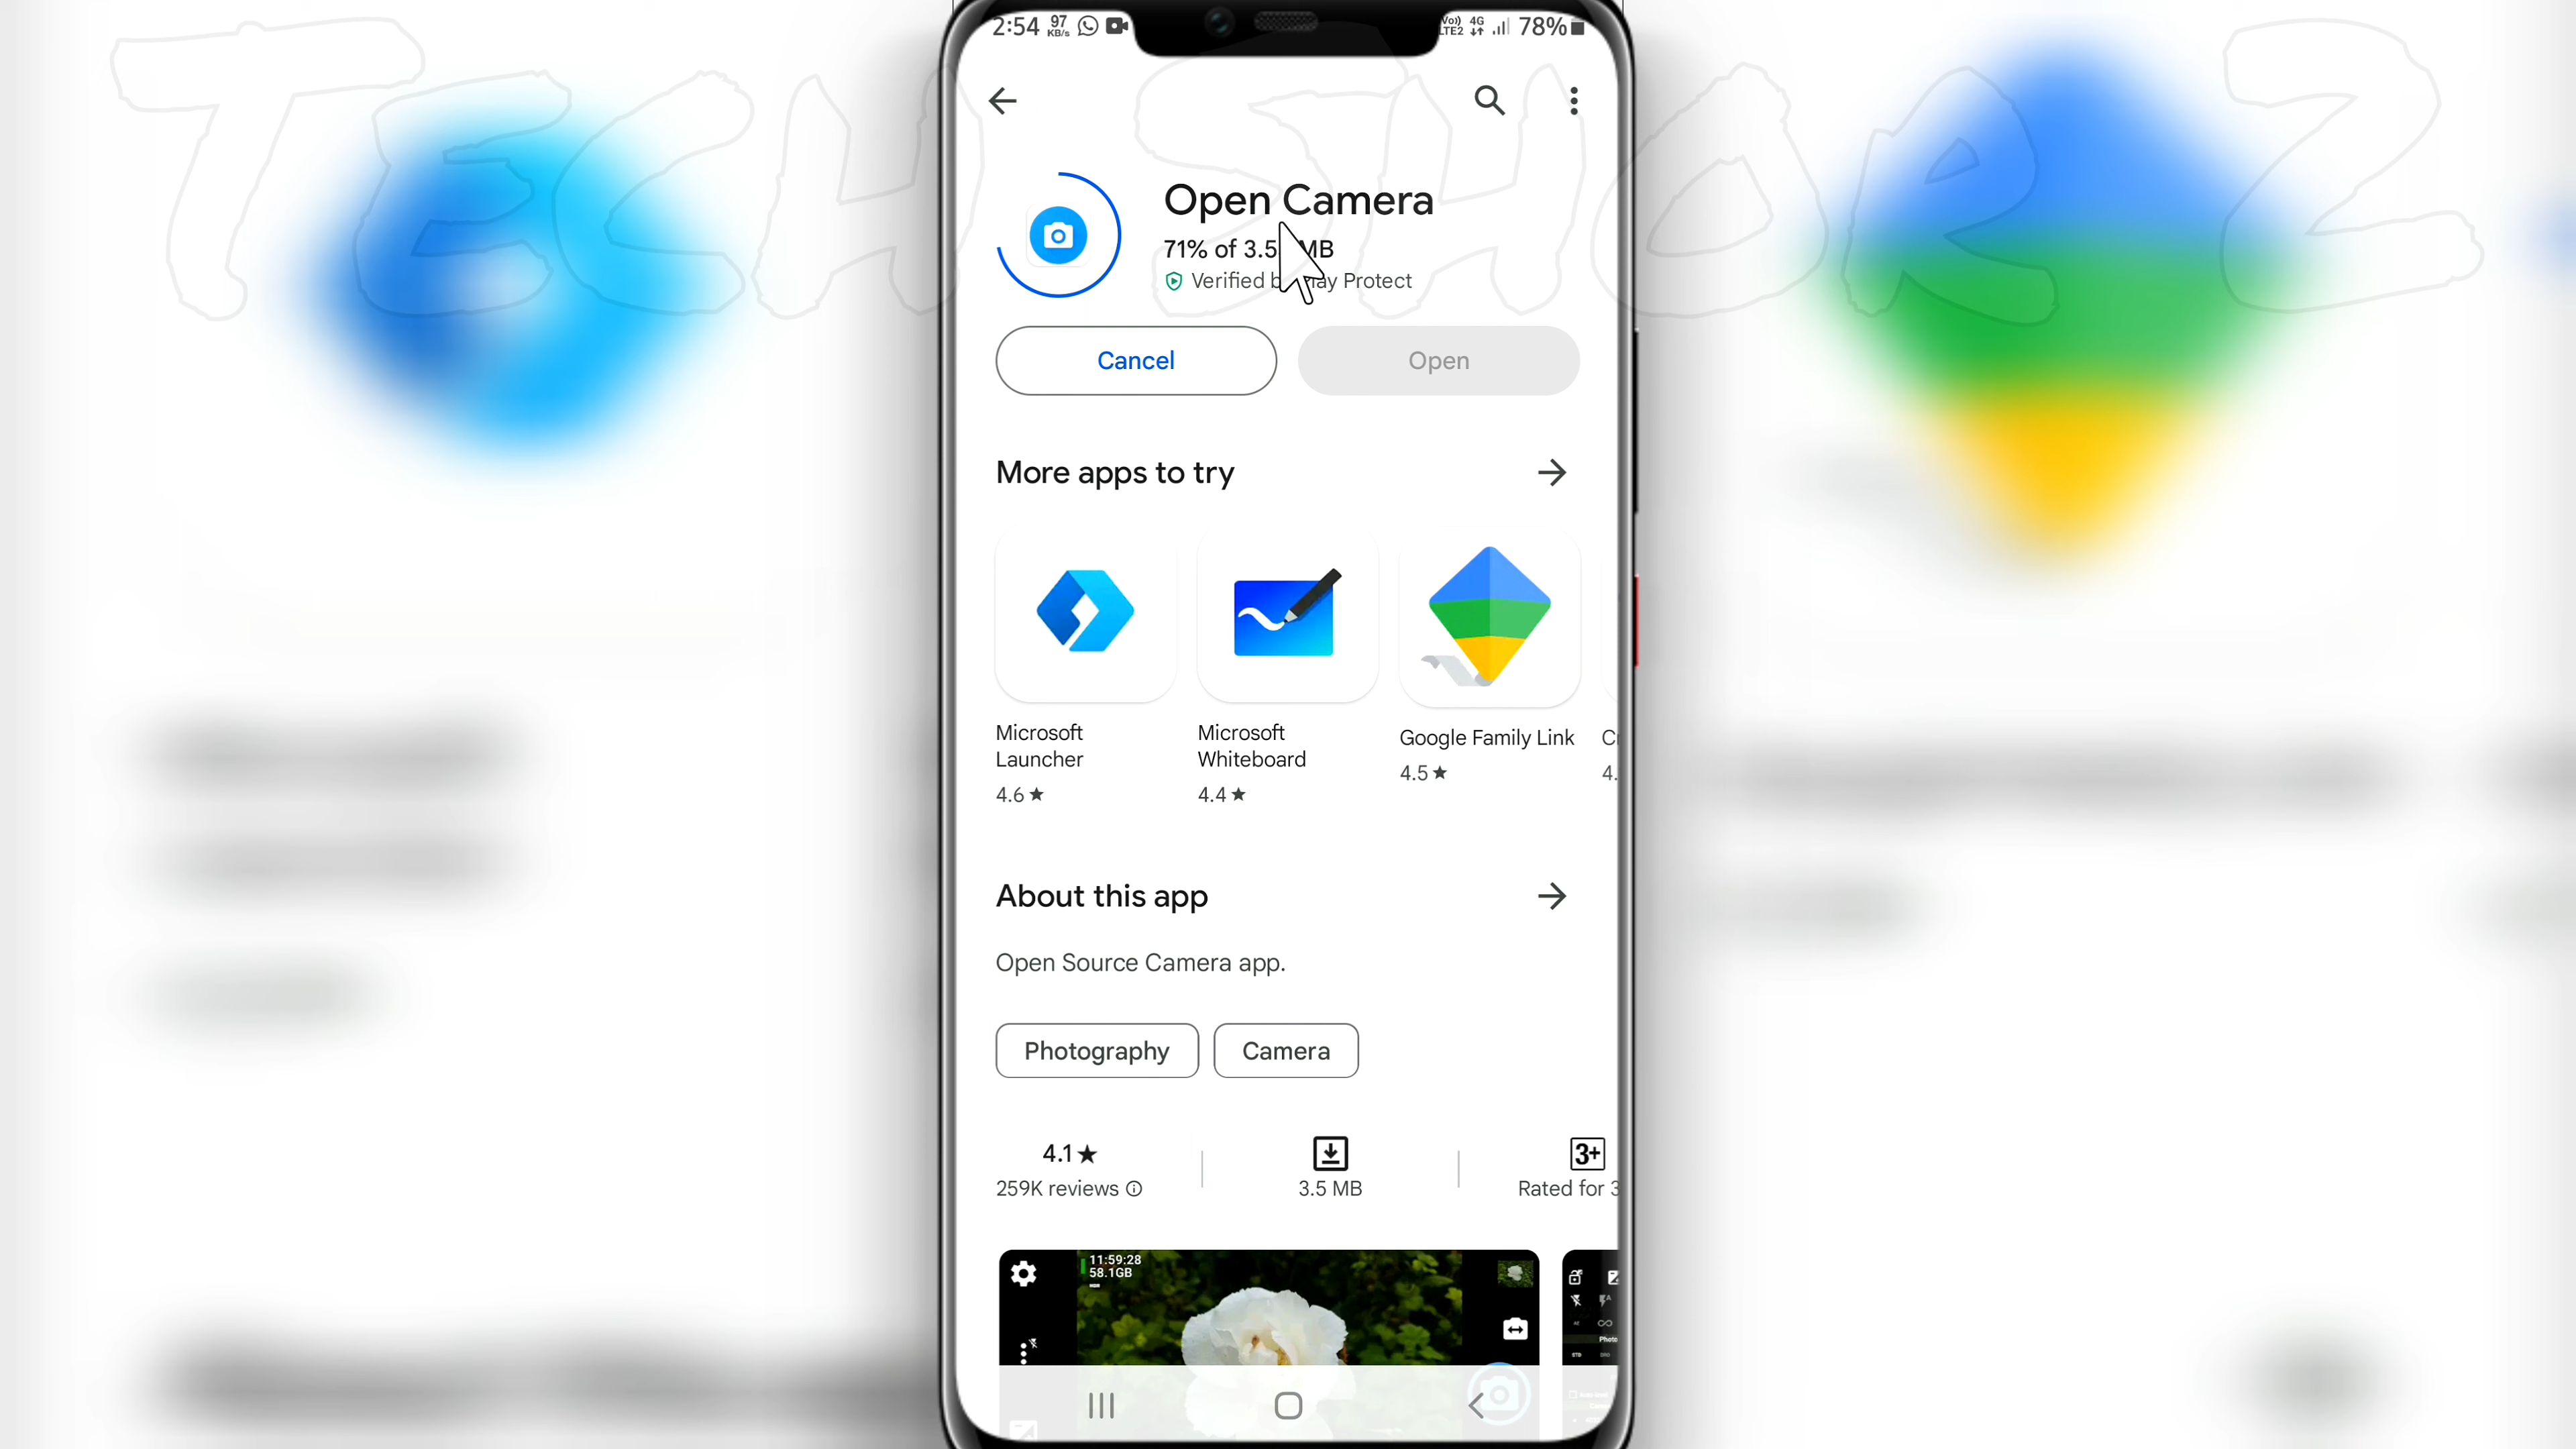 TECH SHOR Z
2:54 97 KB/s 4G 78%
Open Camera
71% of 3.5 MB
Verified by Play Protect
Cancel
Open
More apps to try
Microsoft Launcher
4.6★
Microsoft Whiteboard
4.4★
Google Family Link
4.5★
About this app
Open Source Camera app.
Photography
Camera
4.1★
259K reviews
3.5 MB
3+
Rated for 3
11:59:28
58.1GB